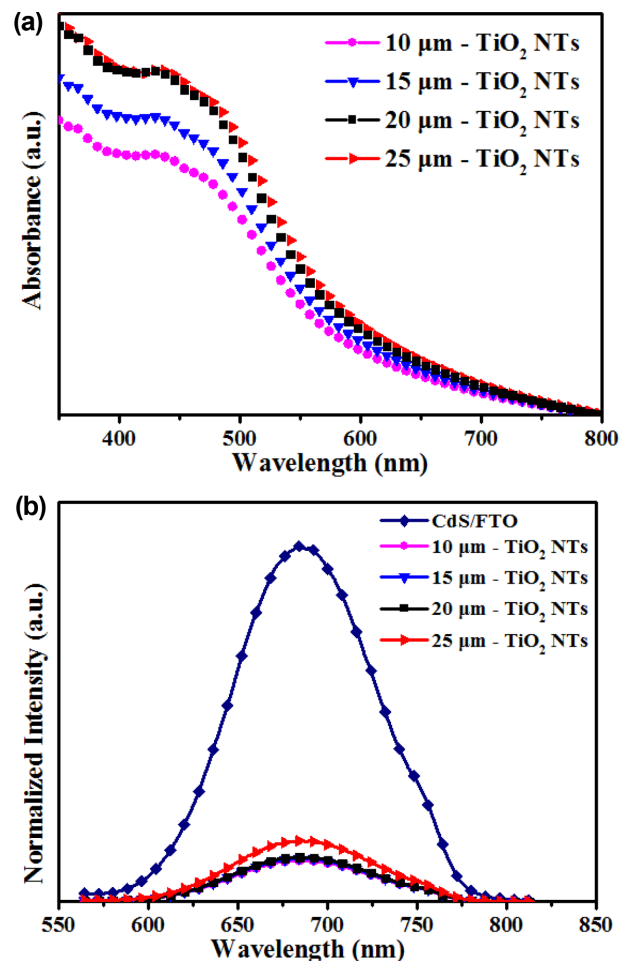 (a)
10 µm - TiO₂ NTs
15 µm - TiO₂ NTs
20 µm - TiO₂ NTs
25 µm - TiO₂ NTs
Absorbance (a.u.)
400 500 600 700 800
Wavelength (nm)
(b)
CdS/FTO
10 µm - TiO₂ NTs
15 µm - TiO₂ NTs
20 µm - TiO₂ NTs
25 µm - TiO₂ NTs
Normalized Intensity (a.u.)
550 600 650 700 750 800 850
Wavelength (nm)